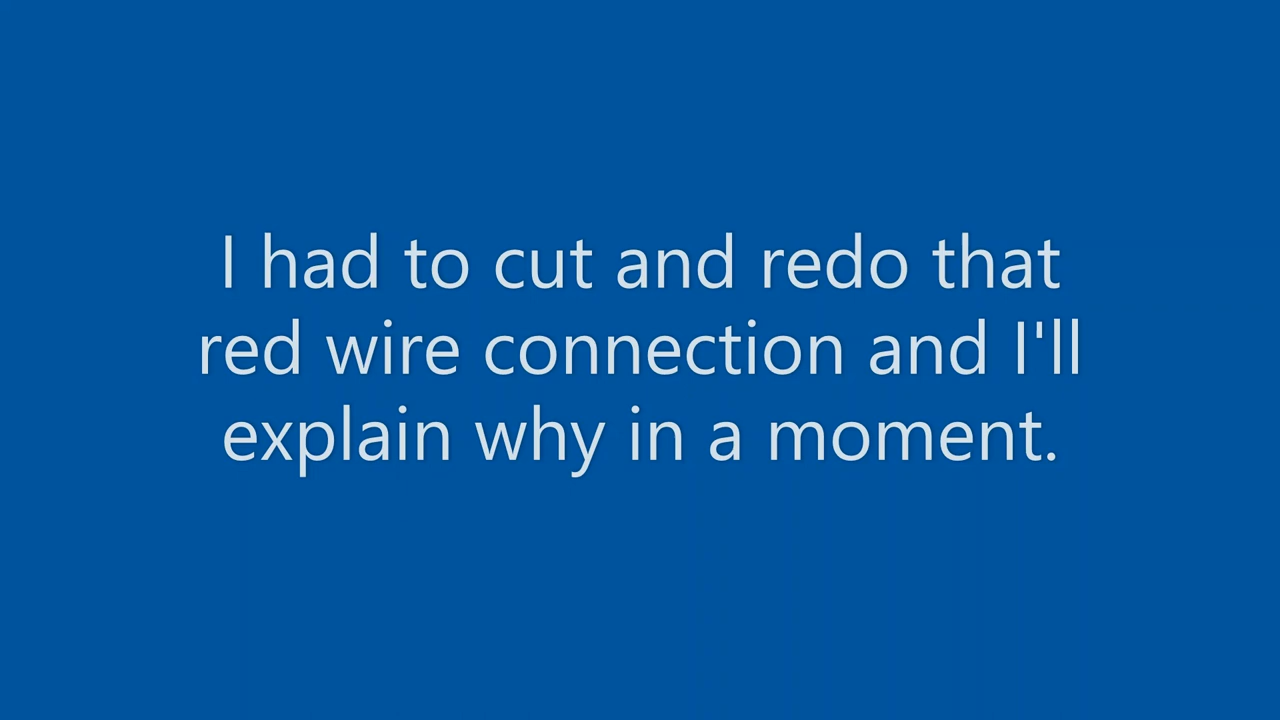 I had to cut and redo that
red wire connection and I'll
explain why in a moment.